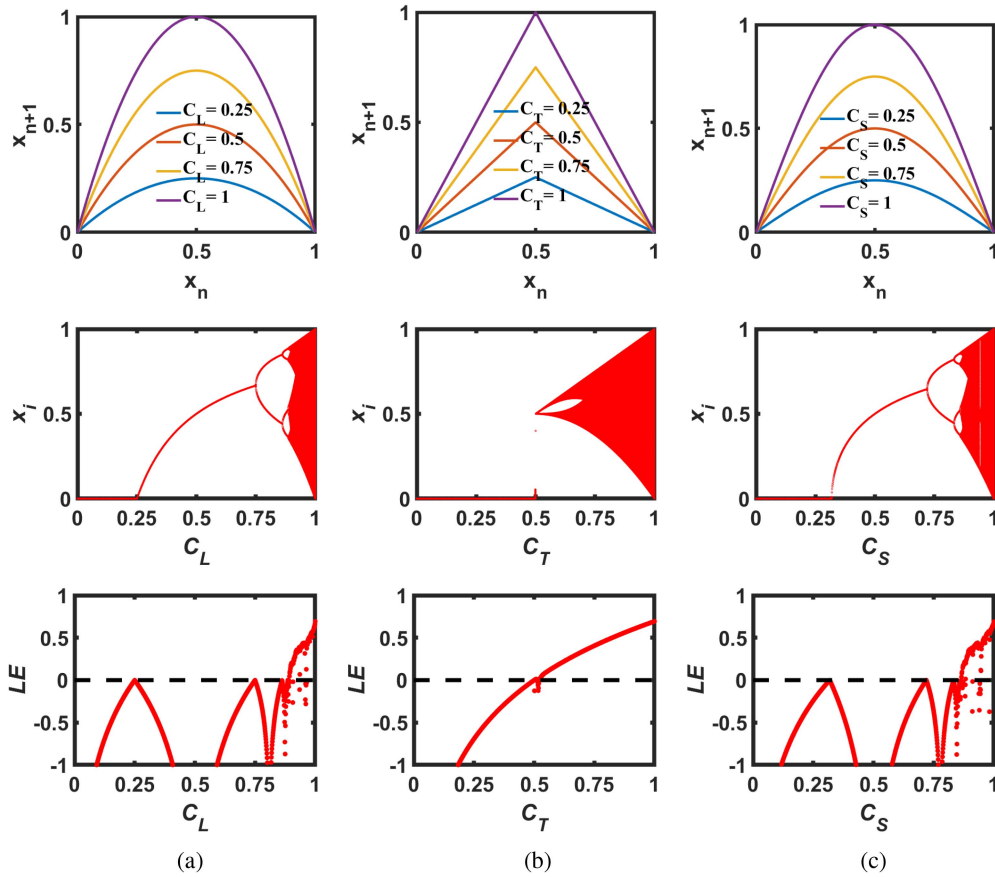 1
0.5
0
x_{n+1}
C_L = 0.25
C_L = 0.5
C_L = 0.75
C_L = 1
0 0.5 1
x_n
1
0.5
0
x_{n+1}
C_T = 0.25
C_T = 0.5
C_T = 0.75
C_T = 1
0 0.5 1
x_n
1
0.5
0
x_{n+1}
C_S = 0.25
C_S = 0.5
C_S = 0.75
C_S = 1
0 0.5 1
x_n
1
0.5
0
x_i
0 0.25 0.5 0.75 1
C_L
1
0.5
0
x_i
0 0.25 0.5 0.75 1
C_T
1
0.5
0
x_i
0 0.25 0.5 0.75 1
C_S
1
0.5
0
-0.5
-1
LE
0 0.25 0.5 0.75 1
C_L
1
0.5
0
-0.5
-1
LE
0 0.25 0.5 0.75 1
C_T
1
0.5
0
-0.5
-1
LE
0 0.25 0.5 0.75 1
C_S
(a) (b) (c)